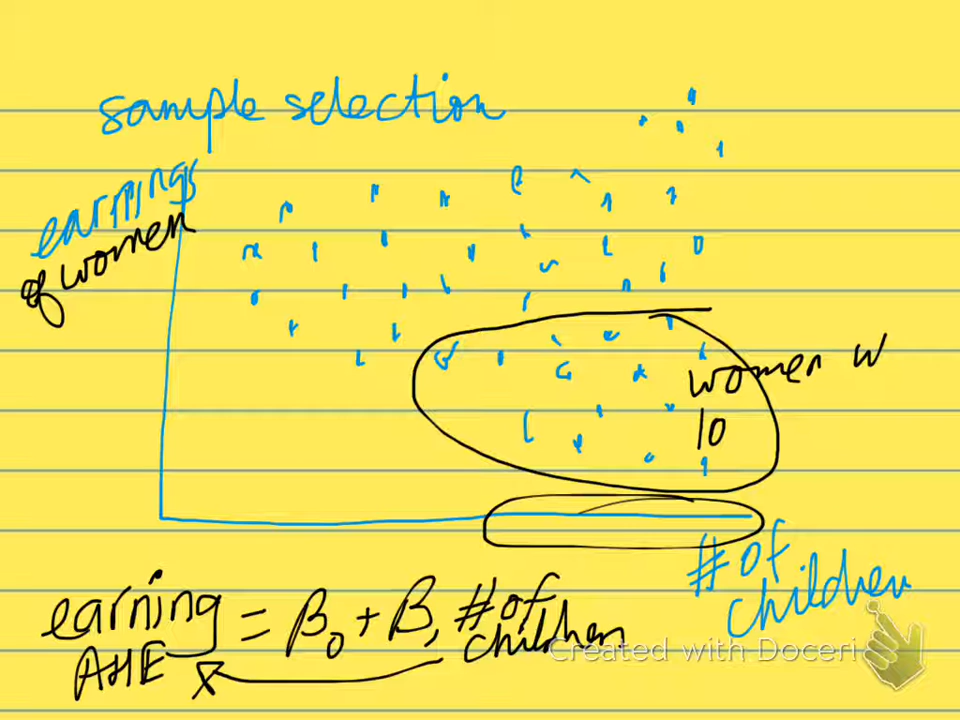 sample selection
earnings
of women
women w
10
# of
children
earning = β0 + β1 # of
children
AHE
Created with Doceri